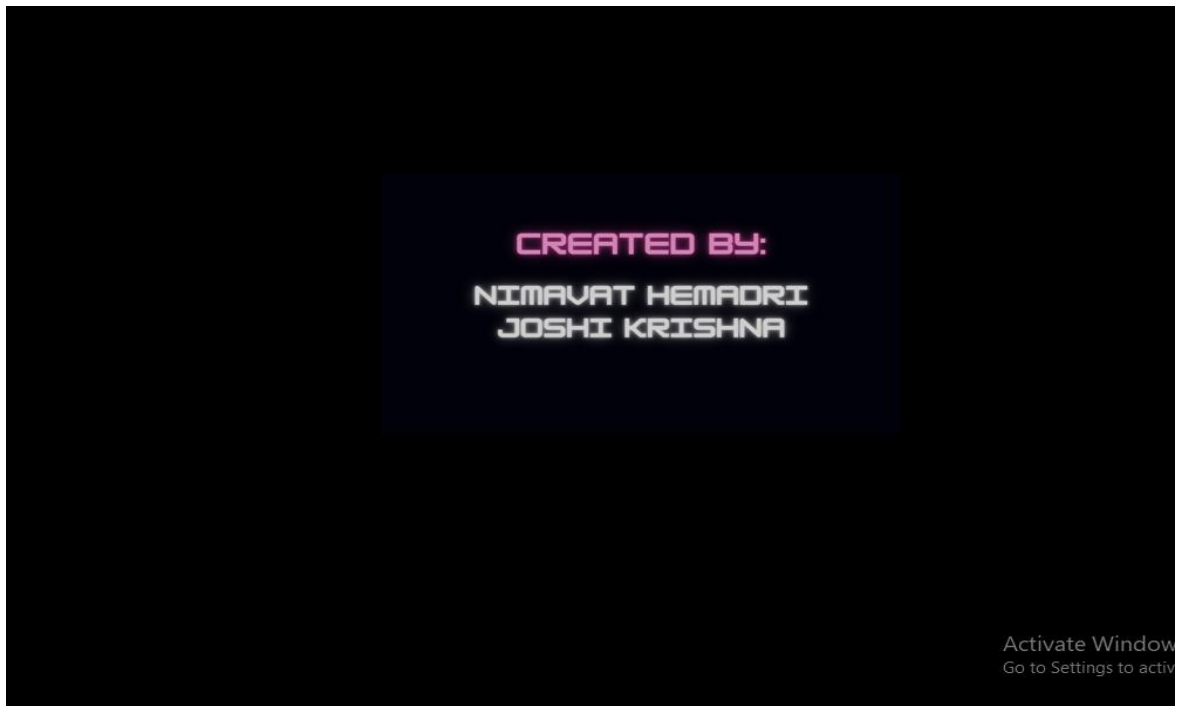 CREATED BY:
NIMAVAT HEMADRI
JOSHI KRISHNA
Activate Window
Go to Settings to activ